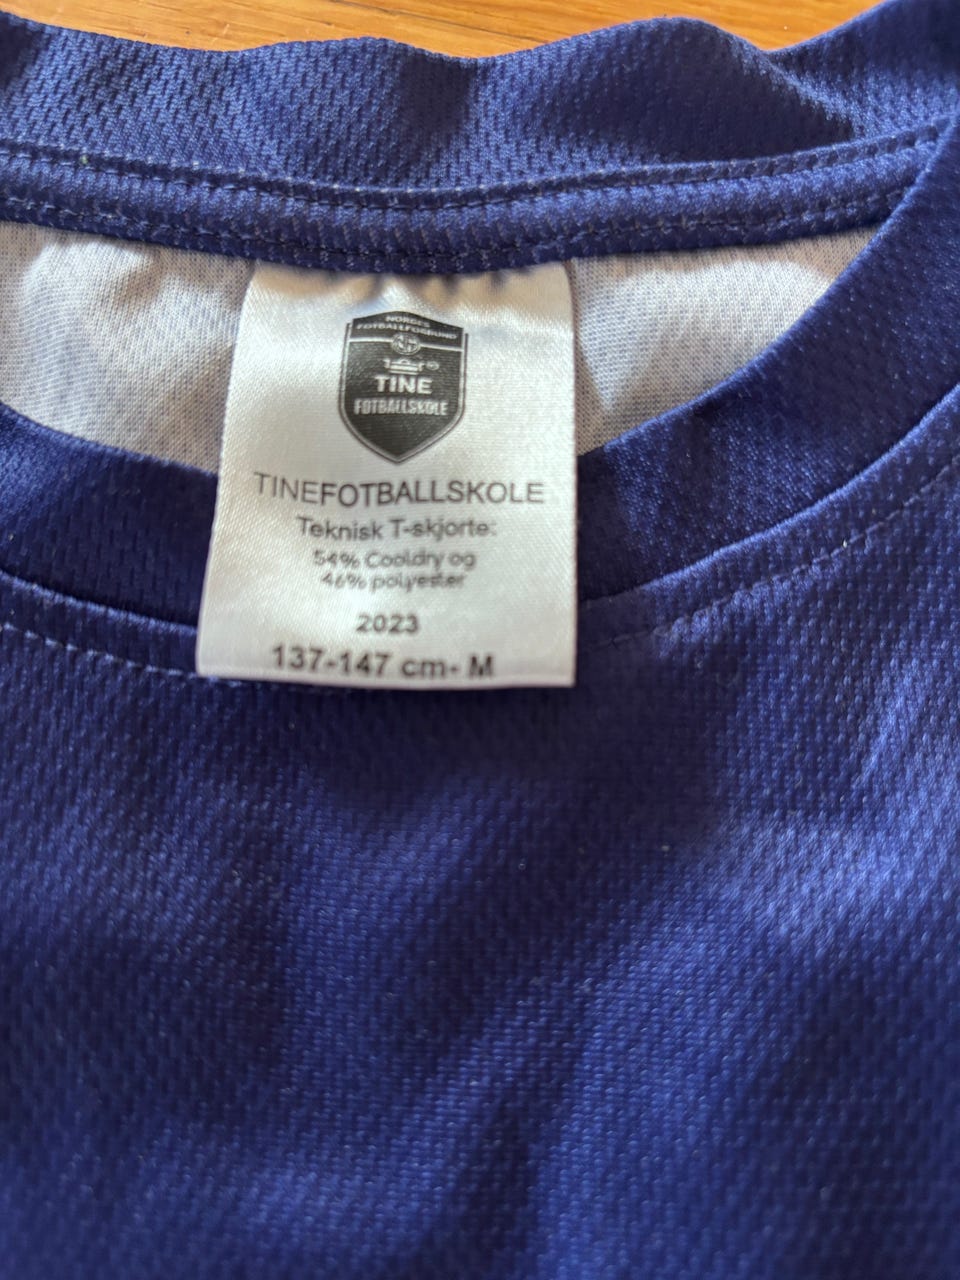 NORGES
FOTBALLFORBUND
TINE
FOTBALLSKOLE
TINEFOTBALLSKOLE
Teknisk T-skjorte:
54% Cooldry og
46% polyester
2023
137-147 cm- M